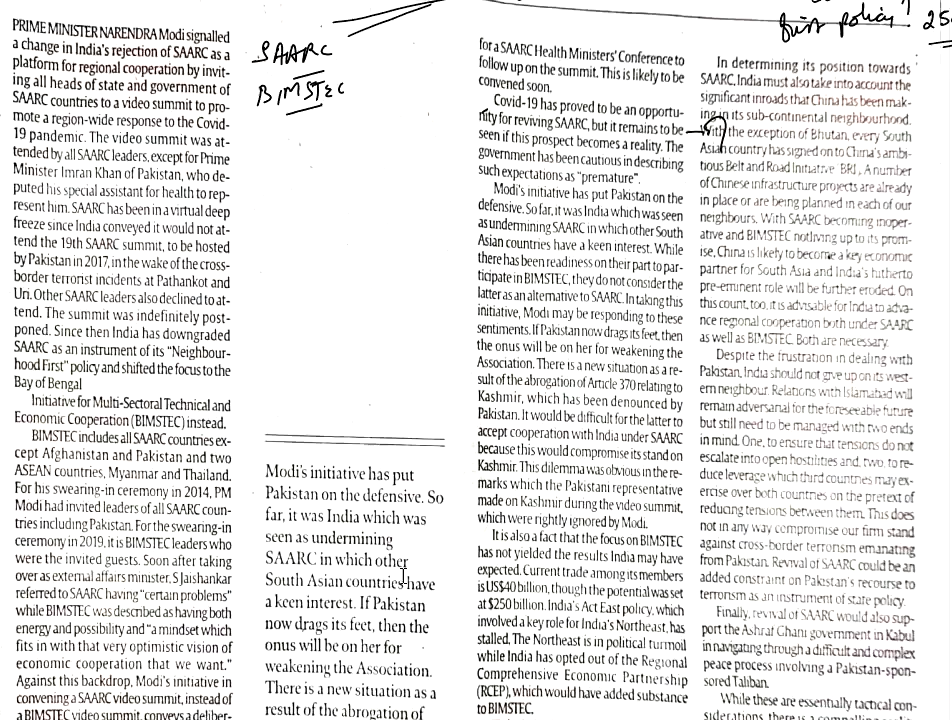 first policy!
25
SAARC
BIMSTEC
PRIME MINISTER NARENDRA Modi signalled
a change in India's rejection of SAARC as a
platform for regional cooperation by invit-
ing all heads of state and government of
SAARC countries to a video summit to pro-
mote a region-wide response to the Covid-
19 pandemic. The video summit was at-
tended by all SAARC leaders, except for Prime
Minister Imran Khan of Pakistan, who de-
puted his special assistant for health to rep-
resent him. SAARC has been in a virtual deep
freeze since India conveyed it would not at-
tend the 19th SAARC summit, to be hosted
by Pakistan in 2017, in the wake of the cross-
border terrorist incidents at Pathankot and
Uri. Other SAARC leaders also declined to at-
tend. The summit was indefinitely post-
poned. Since then India has downgraded
SAARC as an instrument of its "Neighbour-
hood First" policy and shifted the focus to the
Bay of Bengal
Initiative for Multi-Sectoral Technical and
Economic Cooperation (BIMSTEC) instead.
BIMSTEC includes all SAARC countries ex-
cept Afghanistan and Pakistan and two
ASEAN countries, Myanmar and Thailand.
For his swearing-in ceremony in 2014, PM
Modi had invited leaders of all SAARC coun-
tries including Pakistan. For the swearing-in
ceremony in 2019, it is BIMSTEC leaders who
were the invited guests. Soon after taking
over as external affairs minister, S Jaishankar
referred to SAARC having "certain problems"
while BIMSTEC was described as having both
energy and possibility and "a mindset which
fits in with that very optimistic vision of
economic cooperation that we want."
Against this backdrop, Modi's initiative in
convening a SAARC video summit, instead of
a BIMSTEC video summit, conveys a deliber-
Modi's initiative has put
Pakistan on the defensive. So
far, it was India which was
seen as undermining
SAARC in which other
South Asian countries have
a keen interest. If Pakistan
now drags its feet, then the
onus will be on her for
weakening the Association.
There is a new situation as a
result of the abrogation of
for a SAARC Health Ministers' Conference to
follow up on the summit. This is likely to be
convened soon.
Covid-19 has proved to be an opportu-
nity for reviving SAARC, but it remains to be
seen if this prospect becomes a reality. The
government has been cautious in describing
such expectations as "premature".
Modi's initiative has put Pakistan on the
defensive. So far, it was India which was seen
as undermining SAARC in which other South
Asian countries have a keen interest. While
there has been readiness on their part to par-
ticipate in BIMSTEC, they do not consider the
latter as an alternative to SAARC. In taking this
initiative, Modi may be responding to these
sentiments. If Pakistan now drags its feet, then
the onus will be on her for weakening the
Association. There is a new situation as a re-
sult of the abrogation of Article 370 relating to
Kashmir, which has been denounced by
Pakistan. It would be difficult for the latter to
accept cooperation with India under SAARC
because this would compromise its stand on
Kashmir. This dilemma was obvious in the re-
marks which the Pakistani representative
made on Kashmir during the video summit,
which were rightly ignored by Modi.
It is also a fact that the focus on BIMSTEC
has not yielded the results India may have
expected. Current trade among its members
is US$40 billion, though the potential was set
at $250 billion. India's Act East policy, which
involved a key role for India's Northeast, has
stalled. The Northeast is in political turmoil
while India has opted out of the Regional
Comprehensive Economic Partnership
(RCEP), which would have added substance
to BIMSTEC.
In determining its position towards
SAARC, India must also take into account the
significant inroads that China has been mak-
ing in its sub-continental neighbourhood.
With the exception of Bhutan, every South
Asian country has signed on to China's ambi-
tious Belt and Road Initiative BRI, A number
of Chinese infrastructure projects are already
in place or are being planned in each of our
neighbours. With SAARC becoming inoper-
ative and BIMSTEC not living up to its prom-
ise, China is likely to become a key economic
partner for South Asia and India's hitherto
pre-eminent role will be further eroded. On
this count, too, it is advisable for India to adva-
nce regional cooperation both under SAARC
as well as BIMSTEC. Both are necessary.
Despite the frustration in dealing with
Pakistan, India should not give up on its west-
ern neighbour. Relations with Islamabad will
remain adversarial for the foreseeable future
but still need to be managed with two ends
in mind. One, to ensure that tensions do not
escalate into open hostilities and, two, to re-
duce leverage which third countries may ex-
ercise over both countries on the pretext of
reducing tensions between them. This does
not in any way compromise our firm stand
against cross-border terrorism emanating
from Pakistan. Revival of SAARC could be an
added constraint on Pakistan's recourse to
terrorism as an instrument of state policy.
Finally, revival of SAARC would also sup-
port the Ashraf Ghani government in Kabul
in navigating through a difficult and complex
peace process involving a Pakistan-spon-
sored Taliban.
While these are essentially tactical con-
siderations, there is a compelling